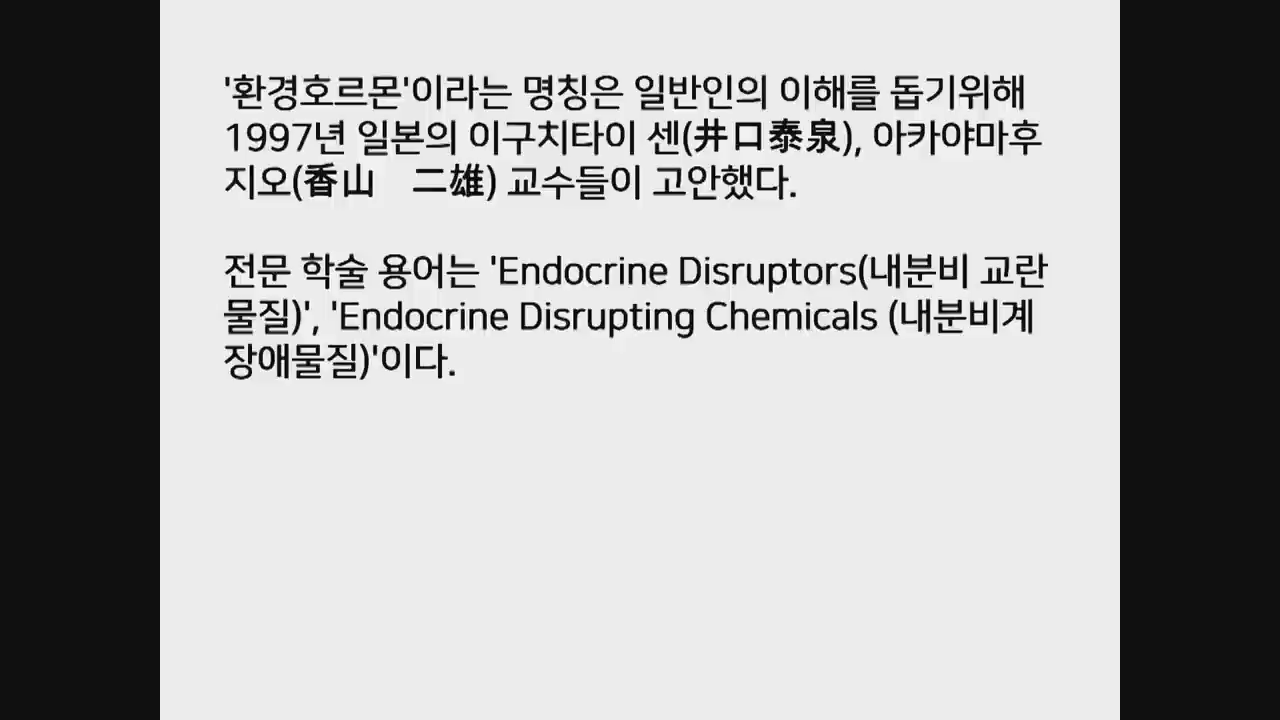 '환경호르몬'이라는 명칭은 일반인의 이해를 돕기위해
1997년 일본의 이구치타이 센(井口泰泉), 아카야마후
지오(香山　二雄) 교수들이 고안했다.
전문 학술 용어는 'Endocrine Disruptors(내분비 교란
물질)', 'Endocrine Disrupting Chemicals (내분비계
장애물질)'이다.